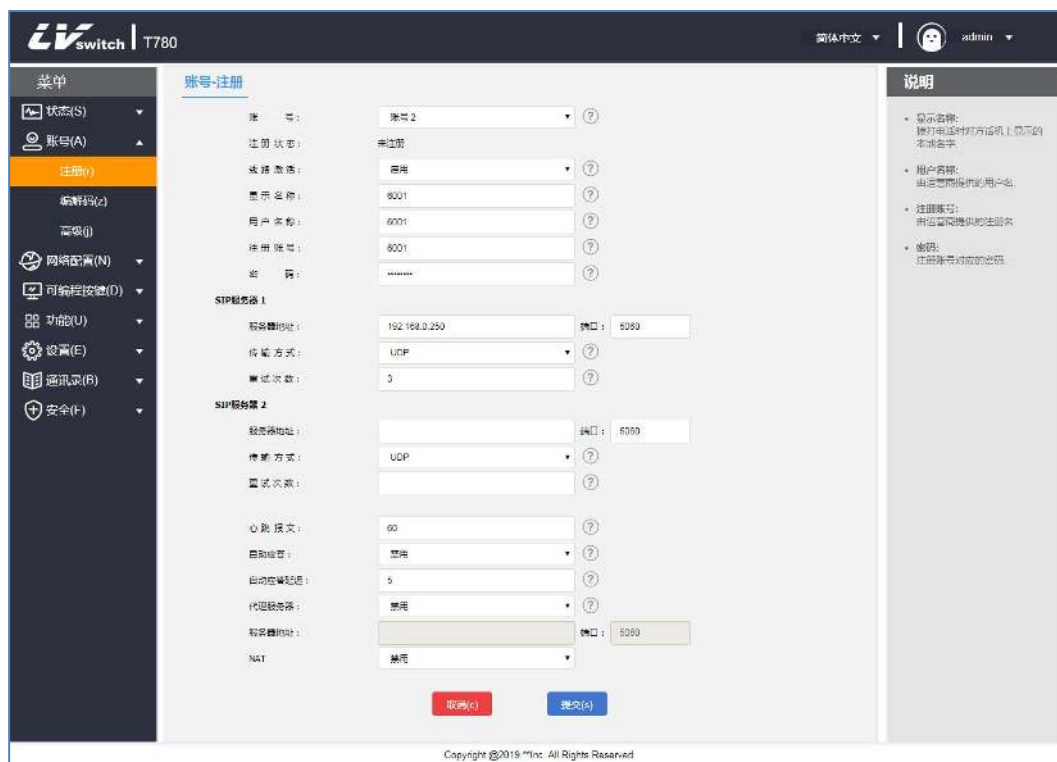 LVswitch T780
简体中文
admin
菜单
状态(S)
账号(A)
注册(r)
编解码(z)
高级(j)
网络配置(N)
可编程按键(D)
功能(U)
设置(E)
通讯录(B)
安全(F)
账号-注册
账 号: 账号2
注册状态: 未注册
线路激活: 启用
显示名称: 6001
用户名称: 6001
注册账号: 6001
密 码: ••••••••
SIP服务器 1
服务器地址: 192.168.0.250 端口: 5060
传输方式: UDP
重试次数: 3
SIP服务器 2
服务器地址: 端口: 5060
传输方式: UDP
重试次数:
心跳报文: 60
自动应答: 禁用
自动应答延迟: 5
代理服务器: 禁用
服务器地址: 端口: 5060
NAT 禁用
取消(c) 提交(s)
说明
显示名称:
拨打电话时对方话机上显示的
本地名字
用户名称:
由运营商提供的用户名
注册账号:
由运营商提供的注册名
密码:
注册账号对应的密码
Copyright @2019 **Inc. All Rights Reserved